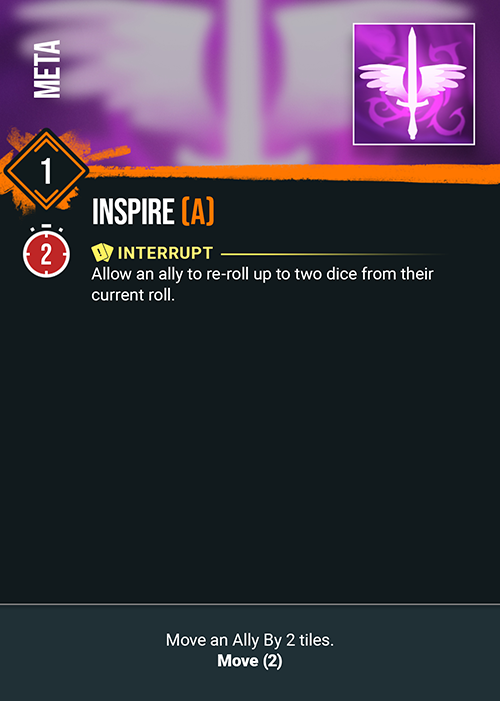 META
1
INSPIRE (A)
2
INTERRUPT
Allow an ally to re-roll up to two dice from their
current roll.
Move an Ally By 2 tiles.
Move (2)